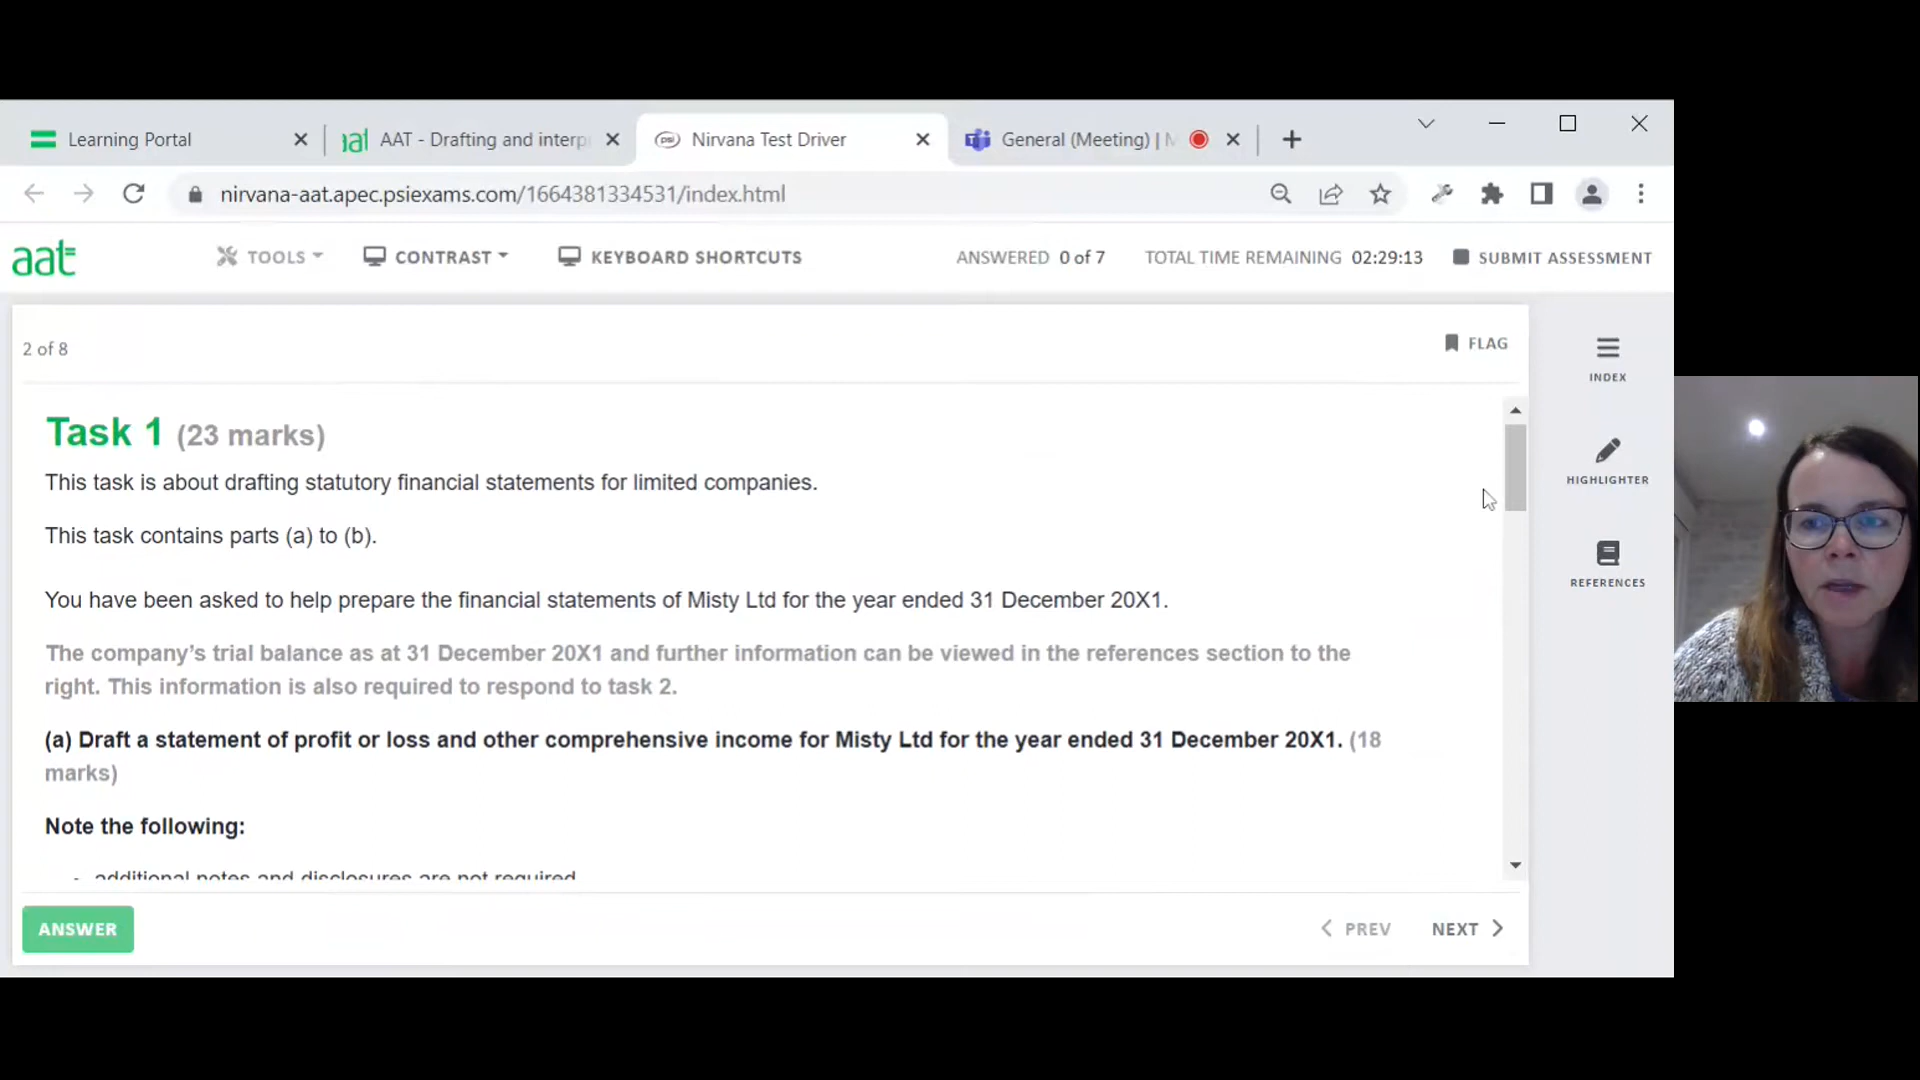 Learning Portal
AAT - Drafting and interp
Nirvana Test Driver
General (Meeting) | M
nirvana-aat.apec.psiexams.com/1664381334531/index.html
aat
TOOLS
CONTRAST
KEYBOARD SHORTCUTS
ANSWERED 0 of 7
TOTAL TIME REMAINING 02:29:13
SUBMIT ASSESSMENT
2 of 8
FLAG
INDEX
HIGHLIGHTER
REFERENCES
Task 1 (23 marks)
This task is about drafting statutory financial statements for limited companies.
This task contains parts (a) to (b).
You have been asked to help prepare the financial statements of Misty Ltd for the year ended 31 December 20X1.
The company’s trial balance as at 31 December 20X1 and further information can be viewed in the references section to the
right. This information is also required to respond to task 2.
(a) Draft a statement of profit or loss and other comprehensive income for Misty Ltd for the year ended 31 December 20X1. (18
marks)
Note the following:
additional notes and disclosures are not required
ANSWER
PREV
NEXT